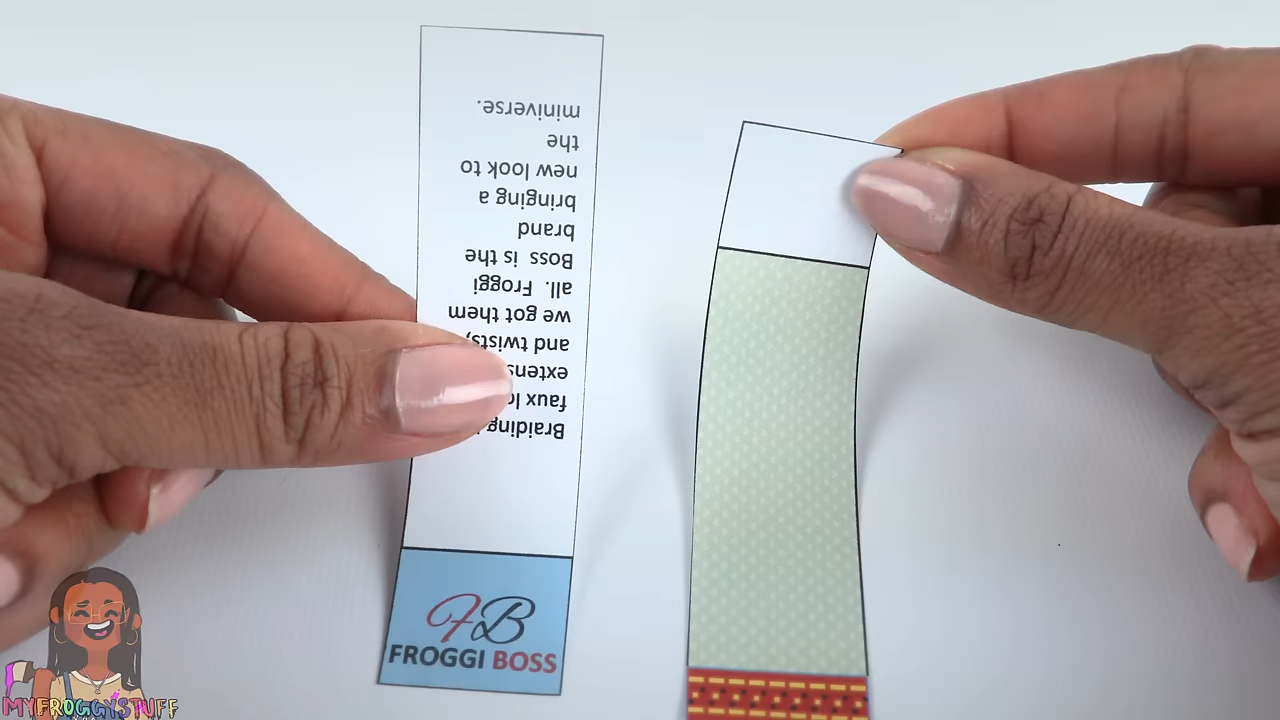 Braiding
faux
and twists,
we got them
all. Froggi
Boss is the
brand
bringing a
new look to
the
miniverse.
FB
FROGGI BOSS
MYFROGGYSTUFF